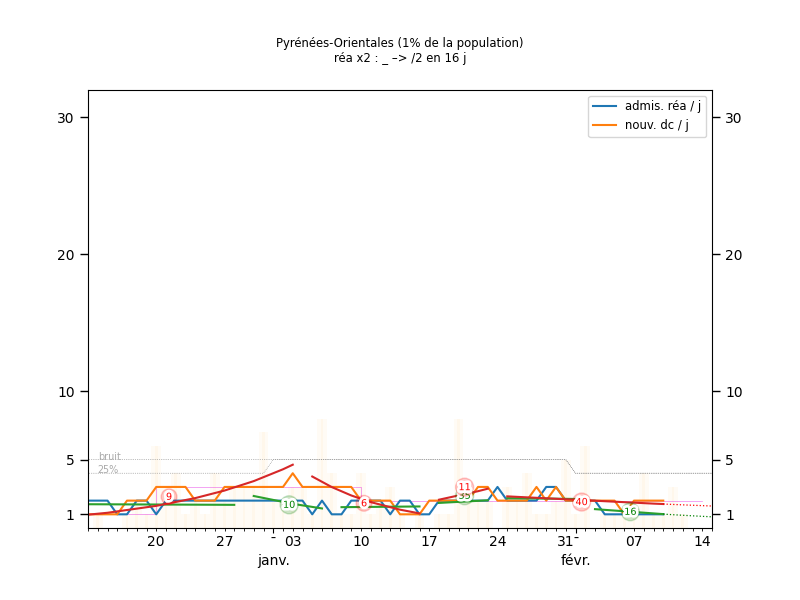 Pyrénées-Orientales (1% de la population)
réa x2 : _ –> /2 en 16 j
admis. réa / j
nouv. dc / j
30 30
20 20
10 10
5 5
1 1
bruit
25%
9 10 6 11 35 40 16
20 27 03 10 17 24 31 07 14
janv. févr.